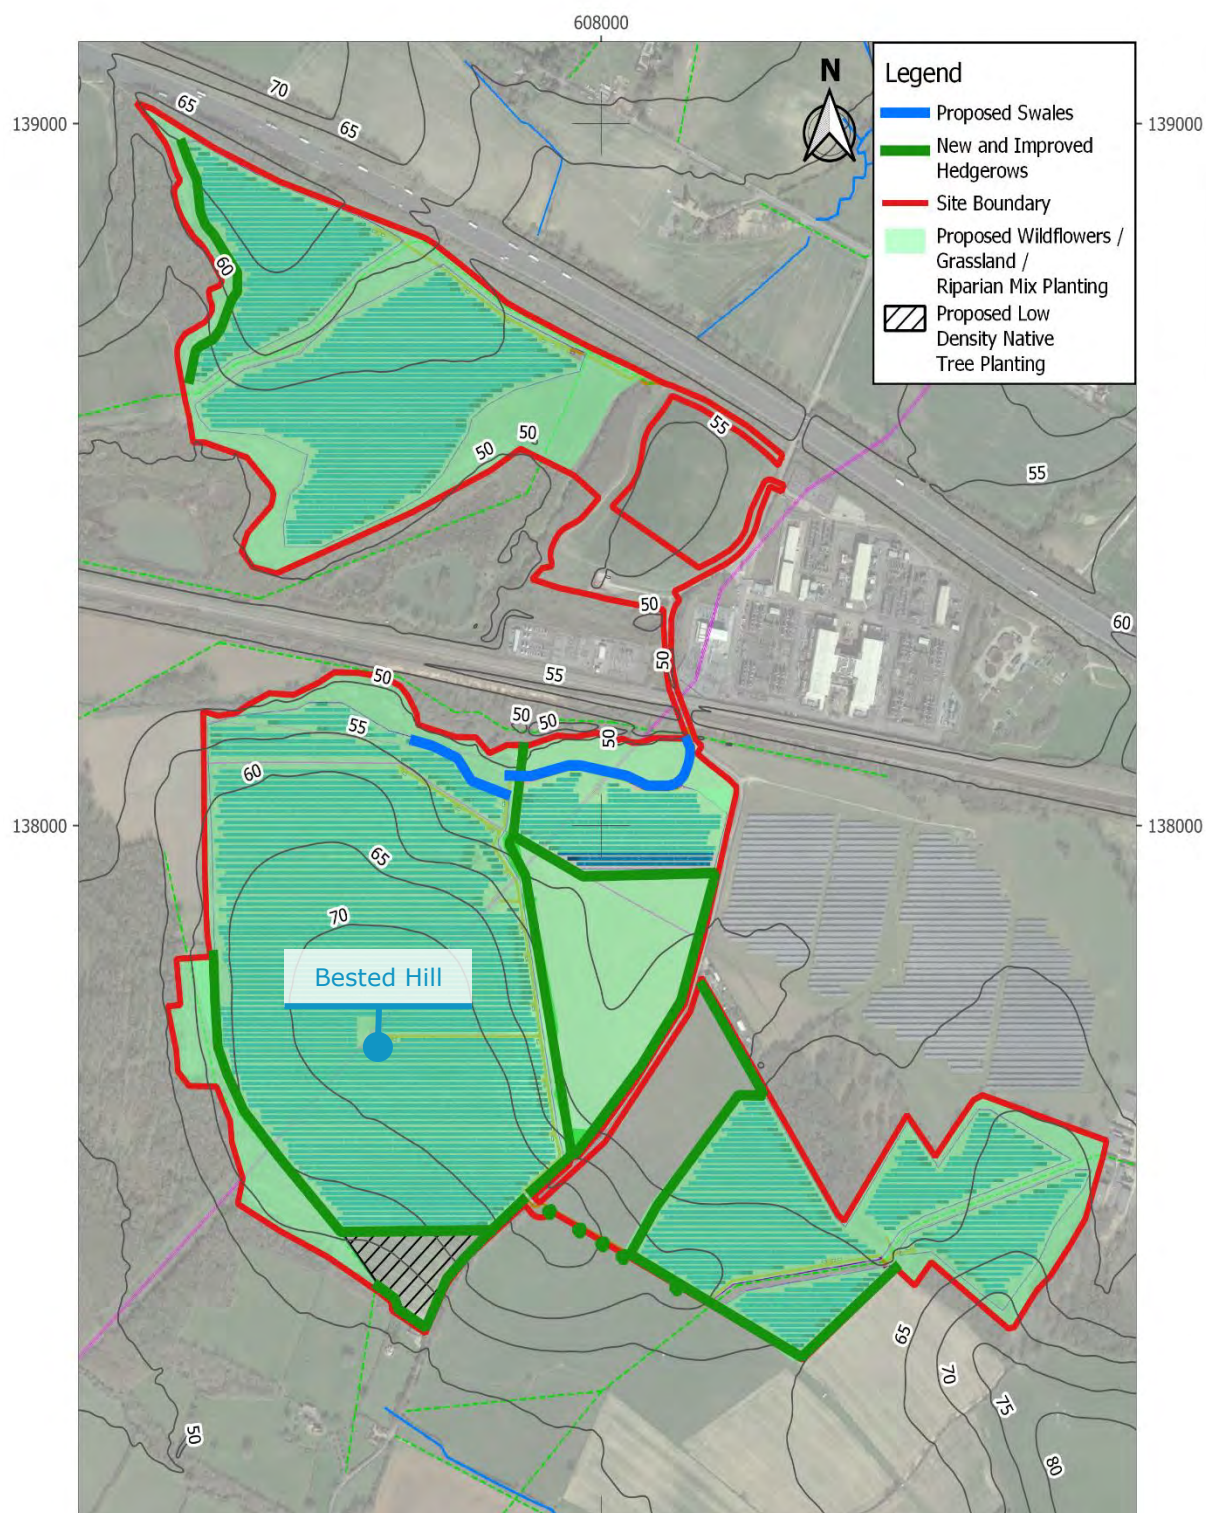 608000
139000
139000
N
Legend
Proposed Swales
New and Improved
Hedgerows
Site Boundary
Proposed Wildflowers /
Grassland /
Riparian Mix Planting
Proposed Low
Density Native
Tree Planting
70
65
65
60
55
50
50
55
50
60
50
55
50
50
50
50
55
60
138000
138000
65
70
Bested Hill
65
70
75
50
80